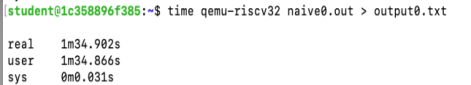 [student@1c358896f385:~$ time qemu-riscv32 naive0.out > output0.txt
real 1m34.902s
user 1m34.866s
sys 0m0.031s